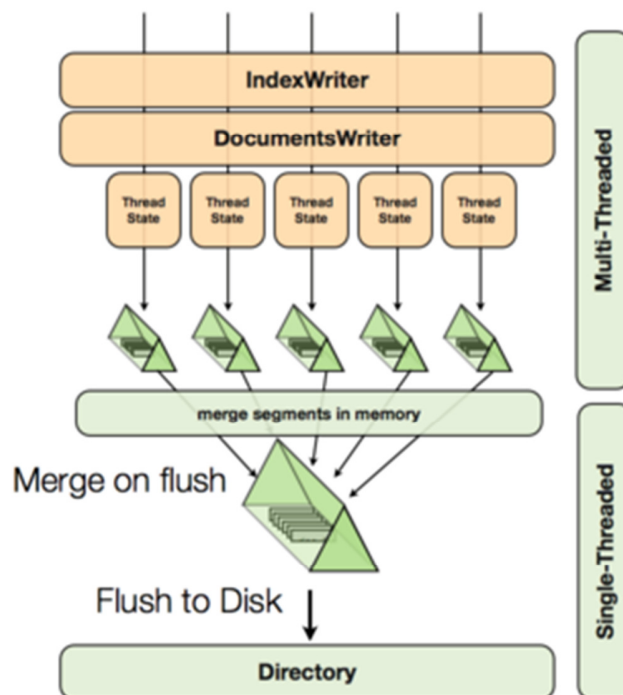 IndexWriter
DocumentsWriter
Thread
State
Thread
State
Thread
State
Thread
State
Thread
State
Multi-Threaded
merge segments in memory
Merge on flush
Flush to Disk
Directory
Single-Threaded